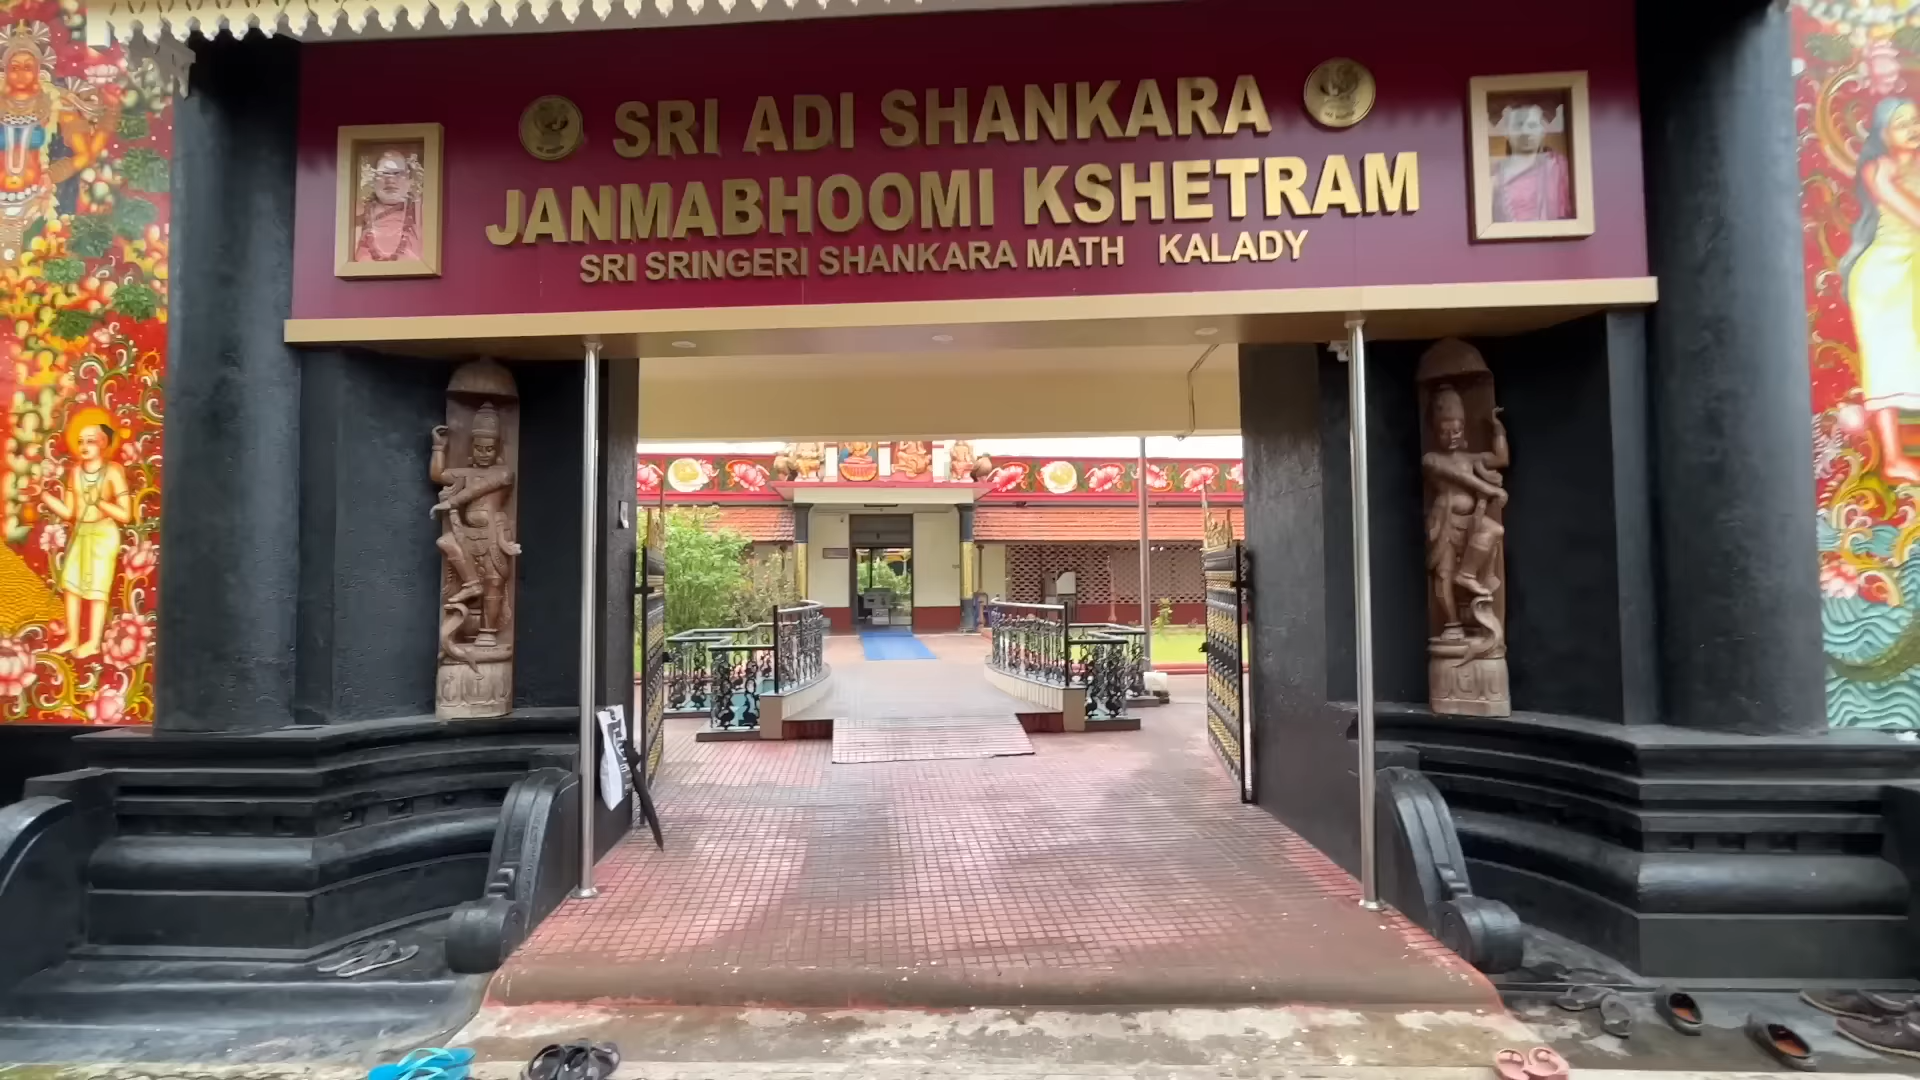 SRI ADI SHANKARA
JANMABHOOMI KSHETRAM
SRI SRINGERI SHANKARA MATH KALADY